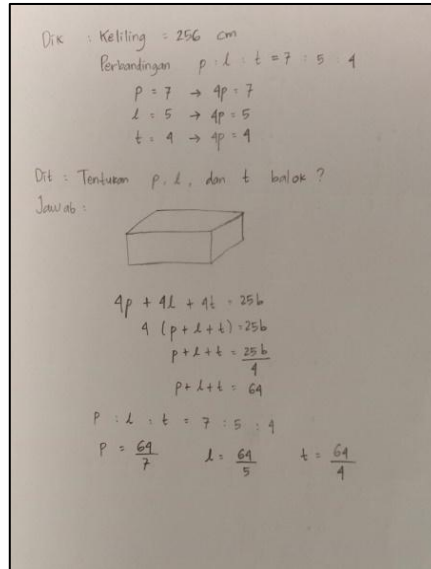 Dik : Keliling = 256 cm
Perbandingan p : l : t = 7 : 5 : 4
p = 7 → 4p = 7
l = 5 → 4p = 5
t = 4 → 4p = 4
Dit : Tentukan p, l, dan t balok ?
Jawab :
4p + 4l + 4t = 256
4 (p + l + t) = 256
p + l + t = 256/4
p + l + t = 64
P : l : t = 7 : 5 : 4
P = 64/7 l = 64/5 t = 64/4